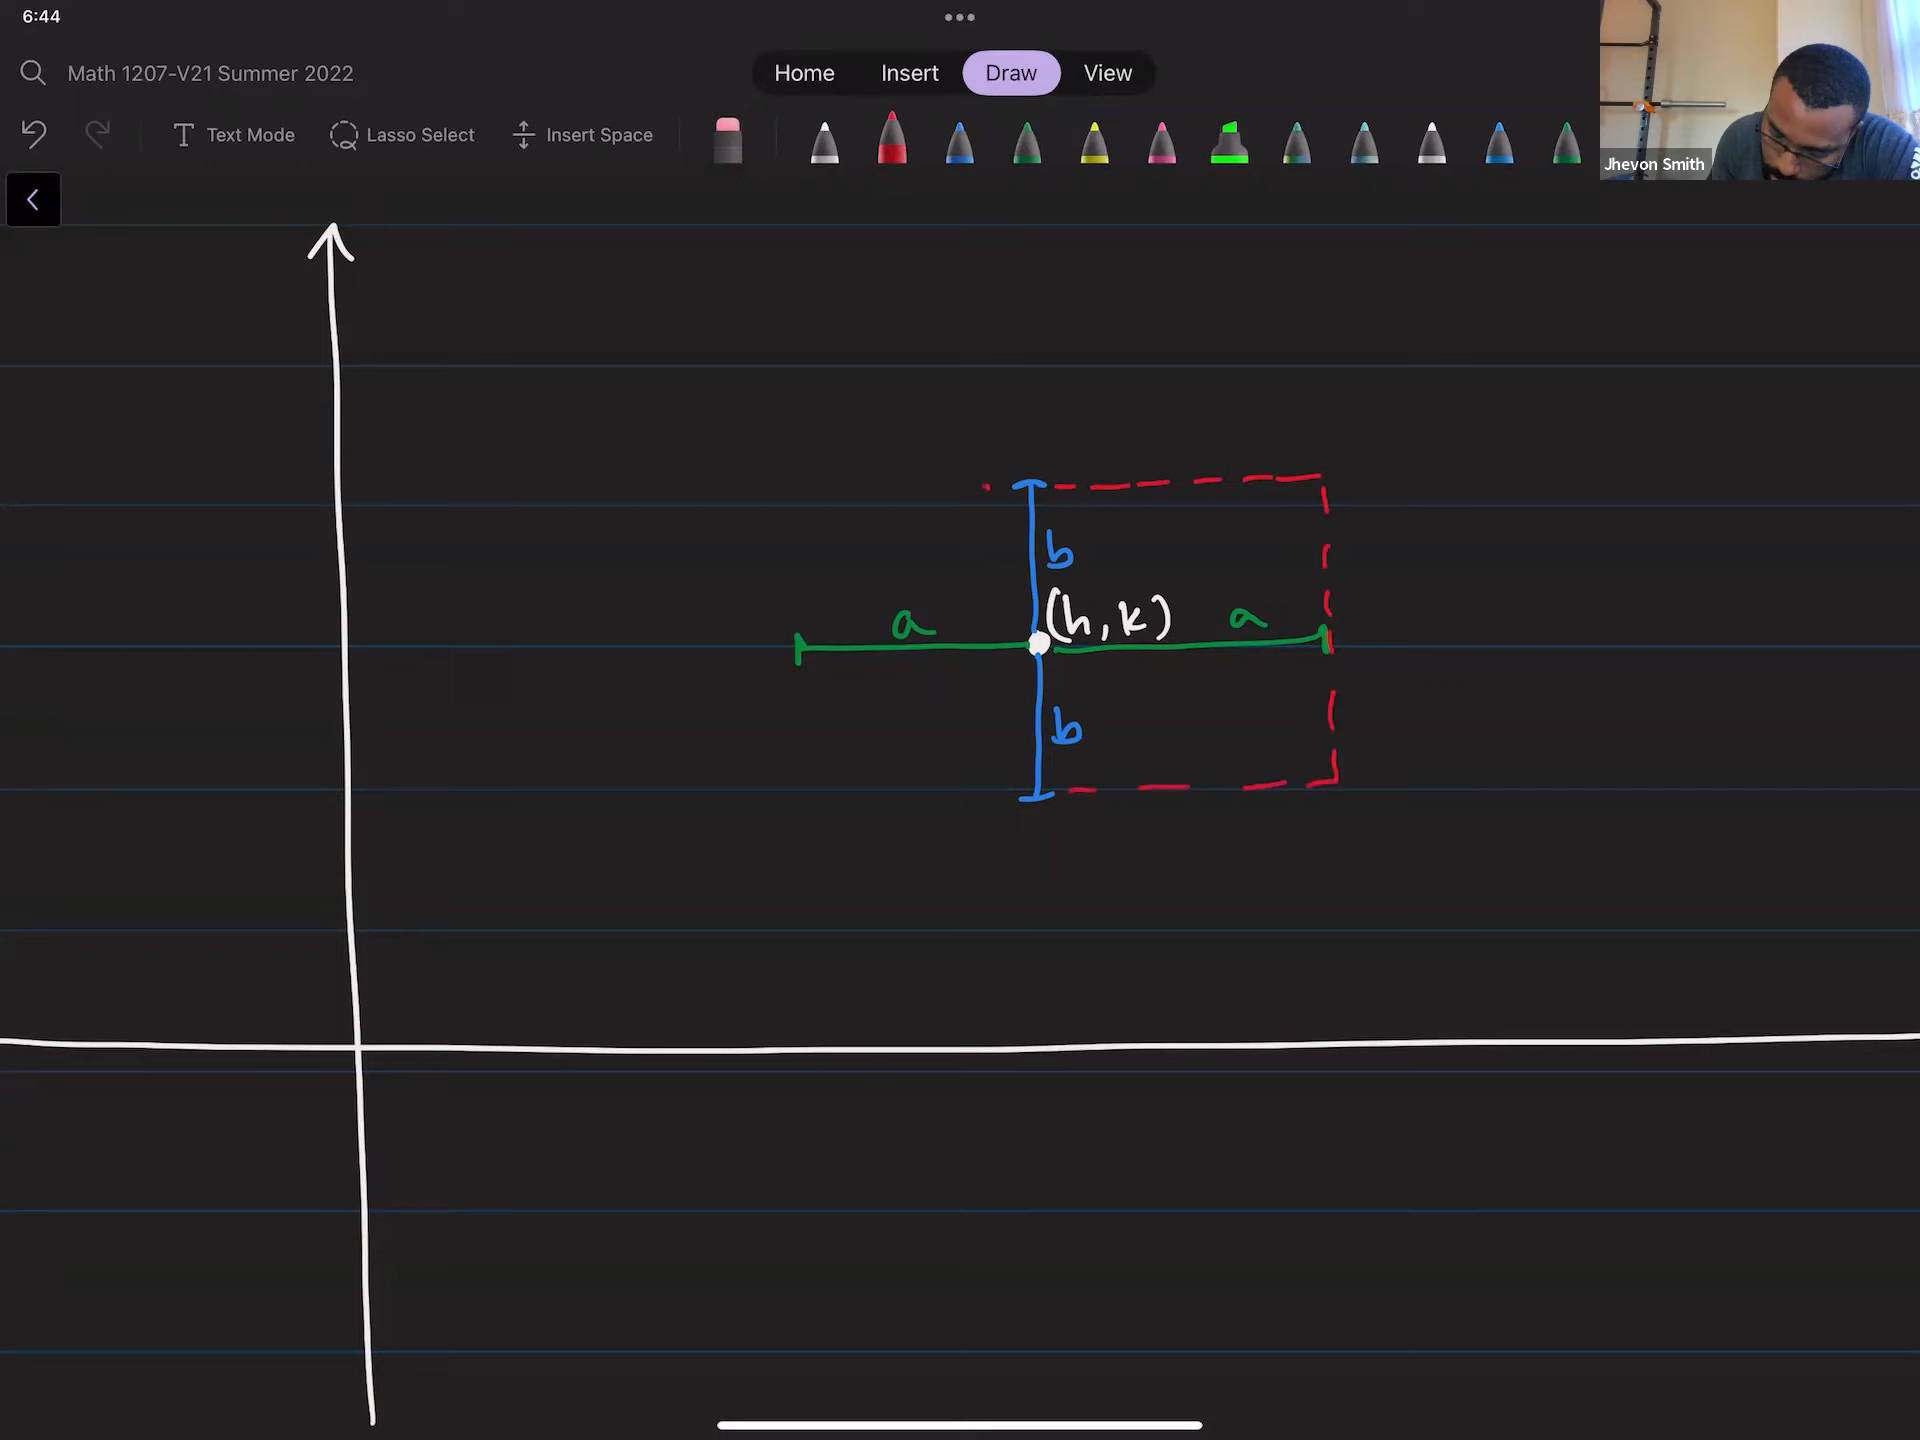 6:44
Math 1207-V21 Summer 2022
Home Insert Draw View
Text Mode Lasso Select Insert Space
Jhevon Smith
b
(h,k)
a a
b